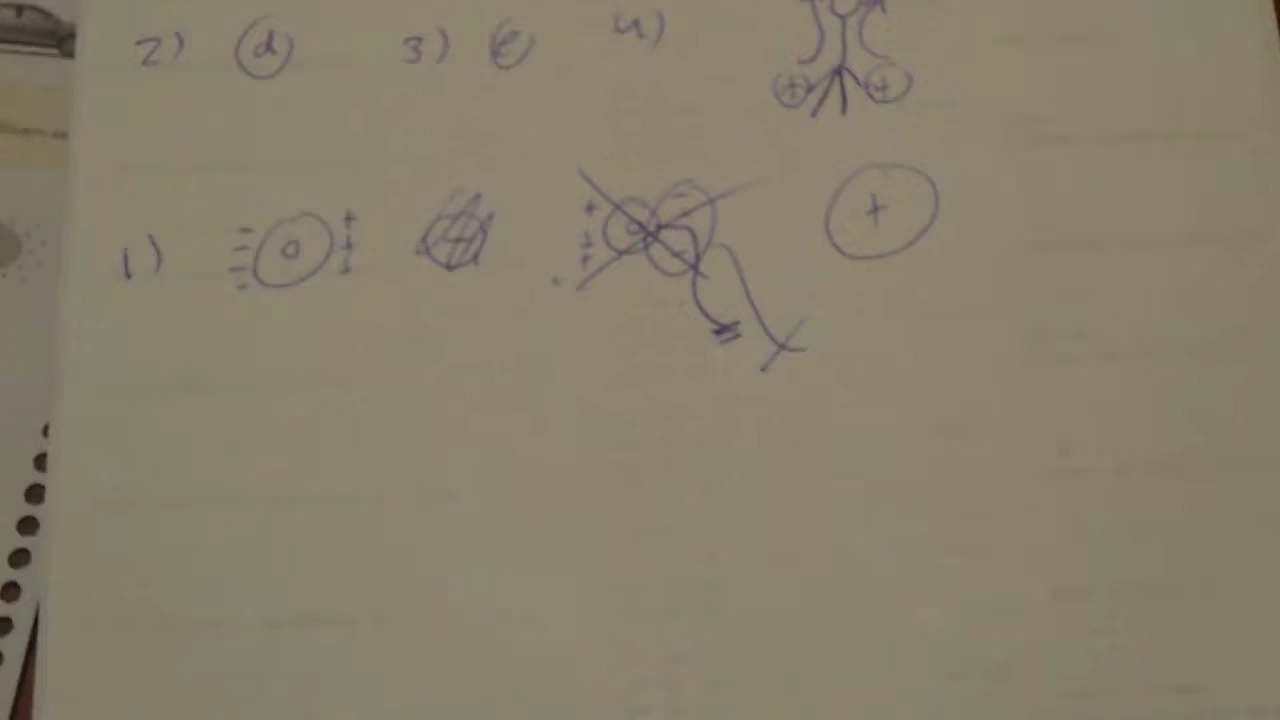 2) d 3) e 4)
+ +
1) - - - - o + + + + o - +